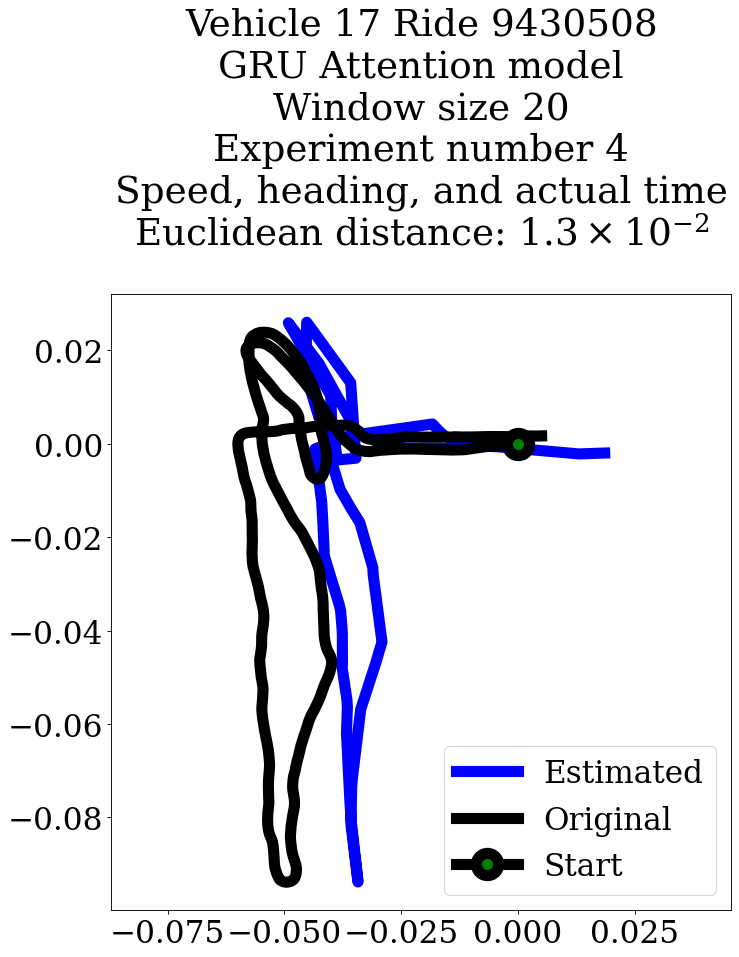 Vehicle 17 Ride 9430508
GRU Attention model
Window size 20
Experiment number 4
Speed, heading, and actual time
Euclidean distance: 1.3 × 10⁻²
0.02
0.00
−0.02
−0.04
−0.06
−0.08
Estimated
Original
Start
−0.075 −0.050 −0.025 0.000 0.025